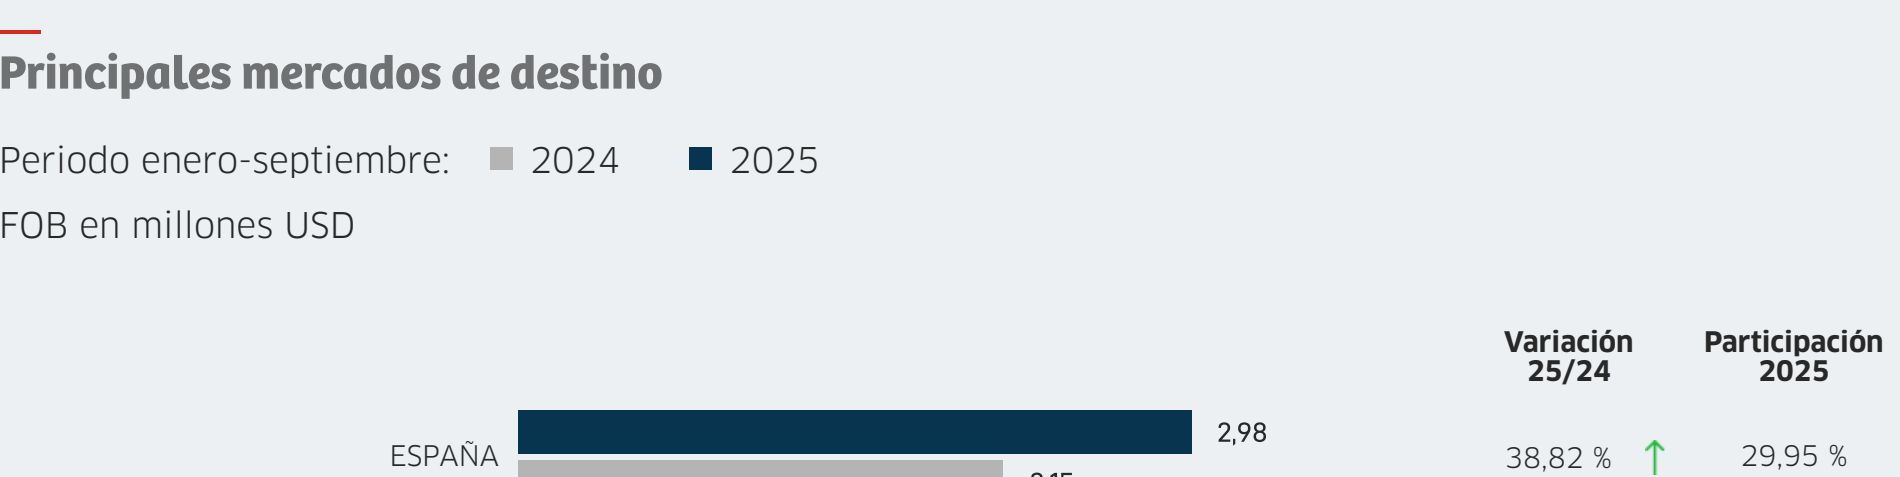 Principales mercados de destino
Periodo enero-septiembre: 2024 2025
FOB en millones USD
Variación 25/24
Participación 2025
2,98
ESPAÑA
38,82 %
29,95 %